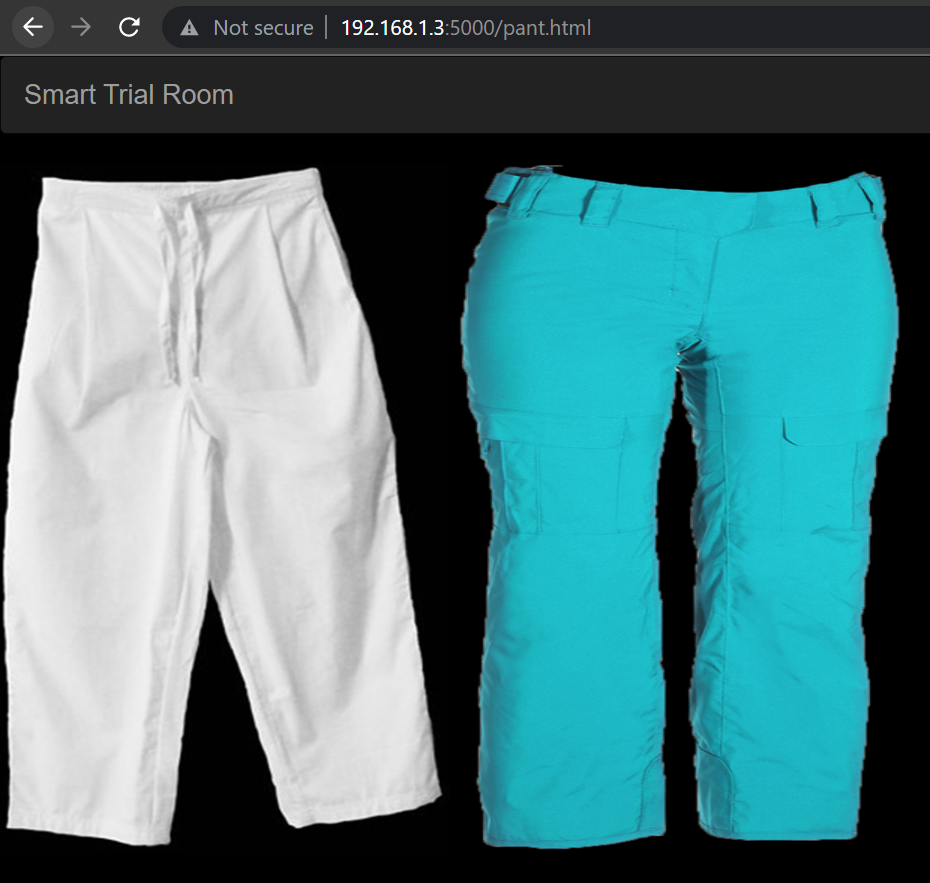 Not secure | 192.168.1.3:5000/pant.html
Smart Trial Room